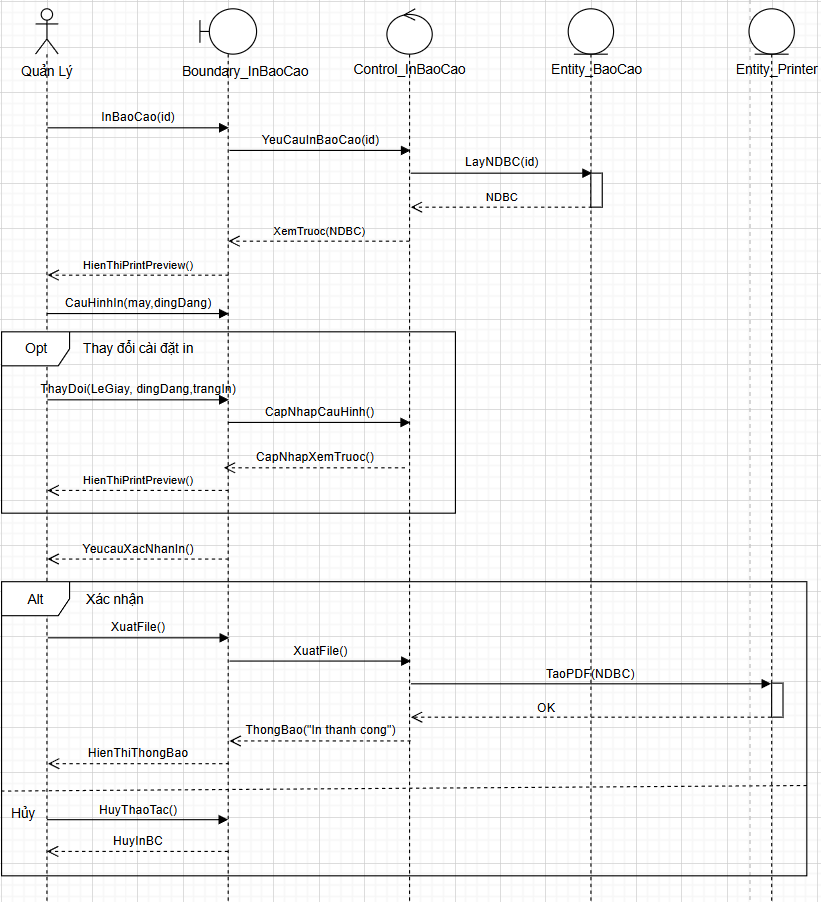 Quản Lý
Boundary_InBaoCao
Control_InBaoCao
Entity_BaoCao
Entity_Printer
InBaoCao(id)
YeuCauInBaoCao(id)
LayNDBC(id)
NDBC
XemTruoc(NDBC)
HienThiPrintPreview()
CauHinhIn(may,dingDang)
Opt
Thay đổi cài đặt in
ThayDoi(LeGiay, dingDang,trangIn)
CapNhapCauHinh()
CapNhapXemTruoc()
HienThiPrintPreview()
YeucauXacNhanIn()
Alt
Xác nhận
XuatFile()
XuatFile()
TaoPDF(NDBC)
OK
ThongBao("In thanh cong")
HienThiThongBao
Hủy
HuyThaoTac()
HuyInBC